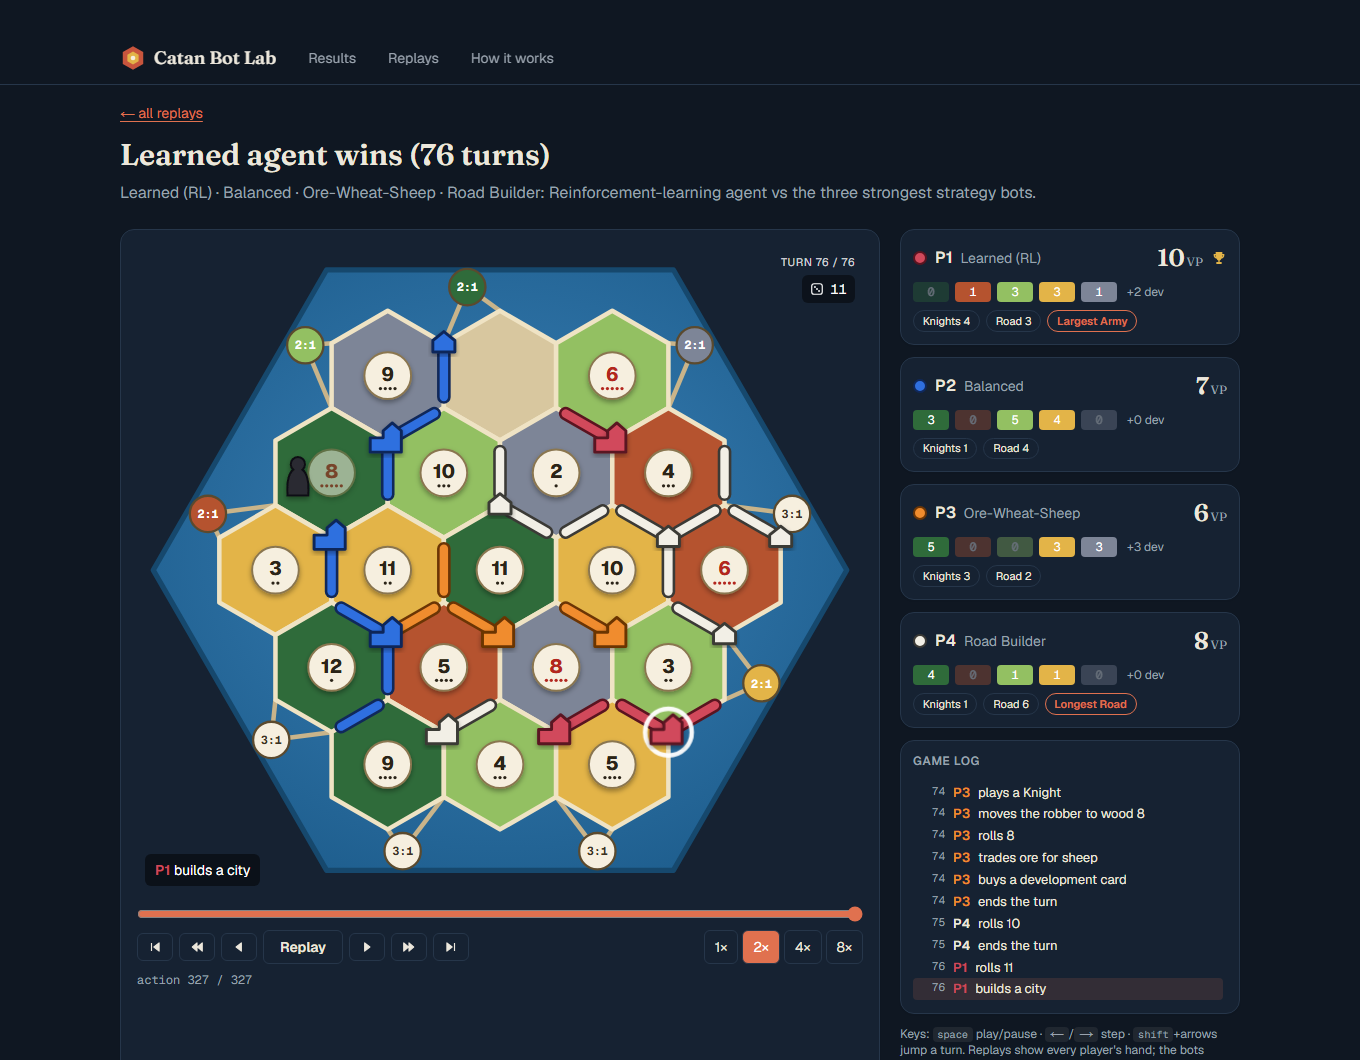 Catan Bot Lab Results Replays How it works
← all replays
Learned agent wins (76 turns)
Learned (RL) · Balanced · Ore-Wheat-Sheep · Road Builder: Reinforcement-learning agent vs the three strongest strategy bots.
TURN 76 / 76
11
2:1
2:1 2:1
9 6
8 10 2 4
2:1 3:1
3 11 11 10 6
12 5 8 3
2:1
3:1
9 4 5
3:1 3:1
P1 builds a city
Replay 1× 2× 4× 8×
action 327 / 327
P1 Learned (RL) 10 VP
0 1 3 3 1 +2 dev
Knights 4 Road 3 Largest Army
P2 Balanced 7 VP
3 0 5 4 0 +0 dev
Knights 1 Road 4
P3 Ore-Wheat-Sheep 6 VP
5 0 0 3 3 +3 dev
Knights 3 Road 2
P4 Road Builder 8 VP
4 0 1 1 0 +0 dev
Knights 1 Road 6 Longest Road
GAME LOG
74 P3 plays a Knight
74 P3 moves the robber to wood 8
74 P3 rolls 8
74 P3 trades ore for sheep
74 P3 buys a development card
74 P3 ends the turn
75 P4 rolls 10
75 P4 ends the turn
76 P1 rolls 11
76 P1 builds a city
Keys: space play/pause · ← / → step · shift +arrows
jump a turn. Replays show every player's hand; the bots